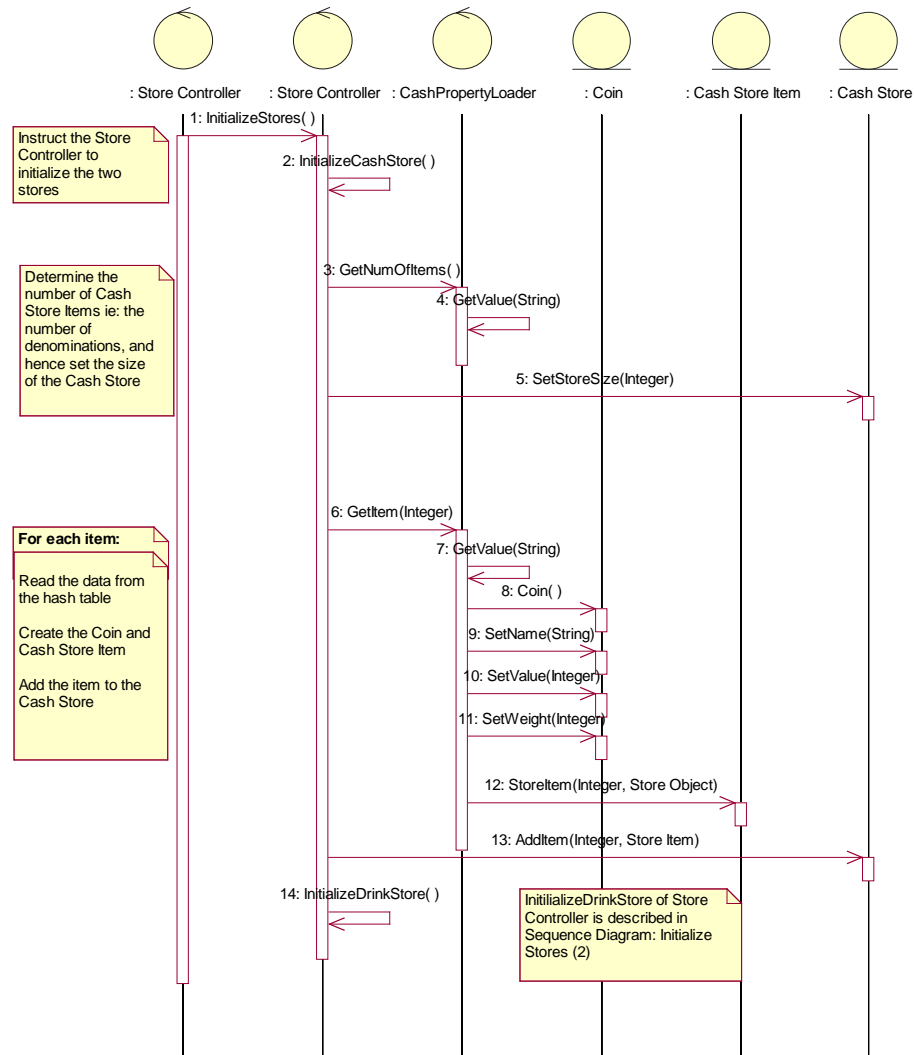 : Store Controller
: Store Controller
: CashPropertyLoader
: Coin
: Cash Store Item
: Cash Store
1: InitializeStores( )
Instruct the Store
Controller to
initialize the two
stores
2: InitializeCashStore( )
3: GetNumOfItems( )
Determine the
number of Cash
Store Items ie: the
number of
denominations, and
hence set the size
of the Cash Store
4: GetValue(String)
5: SetStoreSize(Integer)
6: GetItem(Integer)
For each item:
7: GetValue(String)
Read the data from
the hash table
Create the Coin and
Cash Store Item
Add the item to the
Cash Store
8: Coin( )
9: SetName(String)
10: SetValue(Integer)
11: SetWeight(Integer)
12: StoreItem(Integer, Store Object)
13: AddItem(Integer, Store Item)
14: InitializeDrinkStore( )
InitilializeDrinkStore of Store
Controller is described in
Sequence Diagram: Initialize
Stores (2)